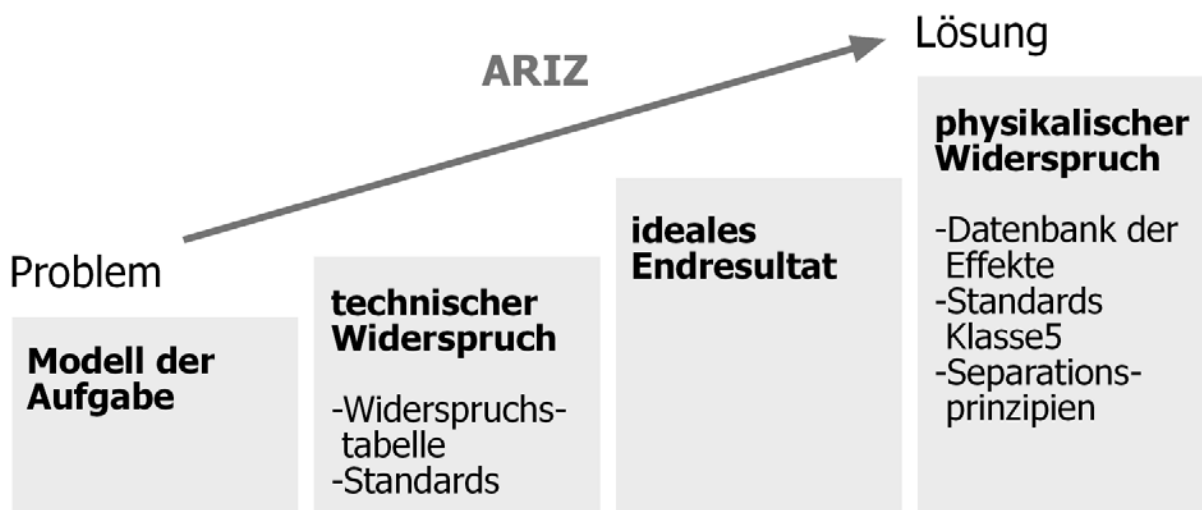 ARIZ
Problem
Lösung
Modell der
Aufgabe
technischer
Widerspruch
-Widerspruchs-
tabelle
-Standards
ideales
Endresultat
physikalischer
Widerspruch
-Datenbank der
Effekte
-Standards
Klasse5
-Separations-
prinzipien